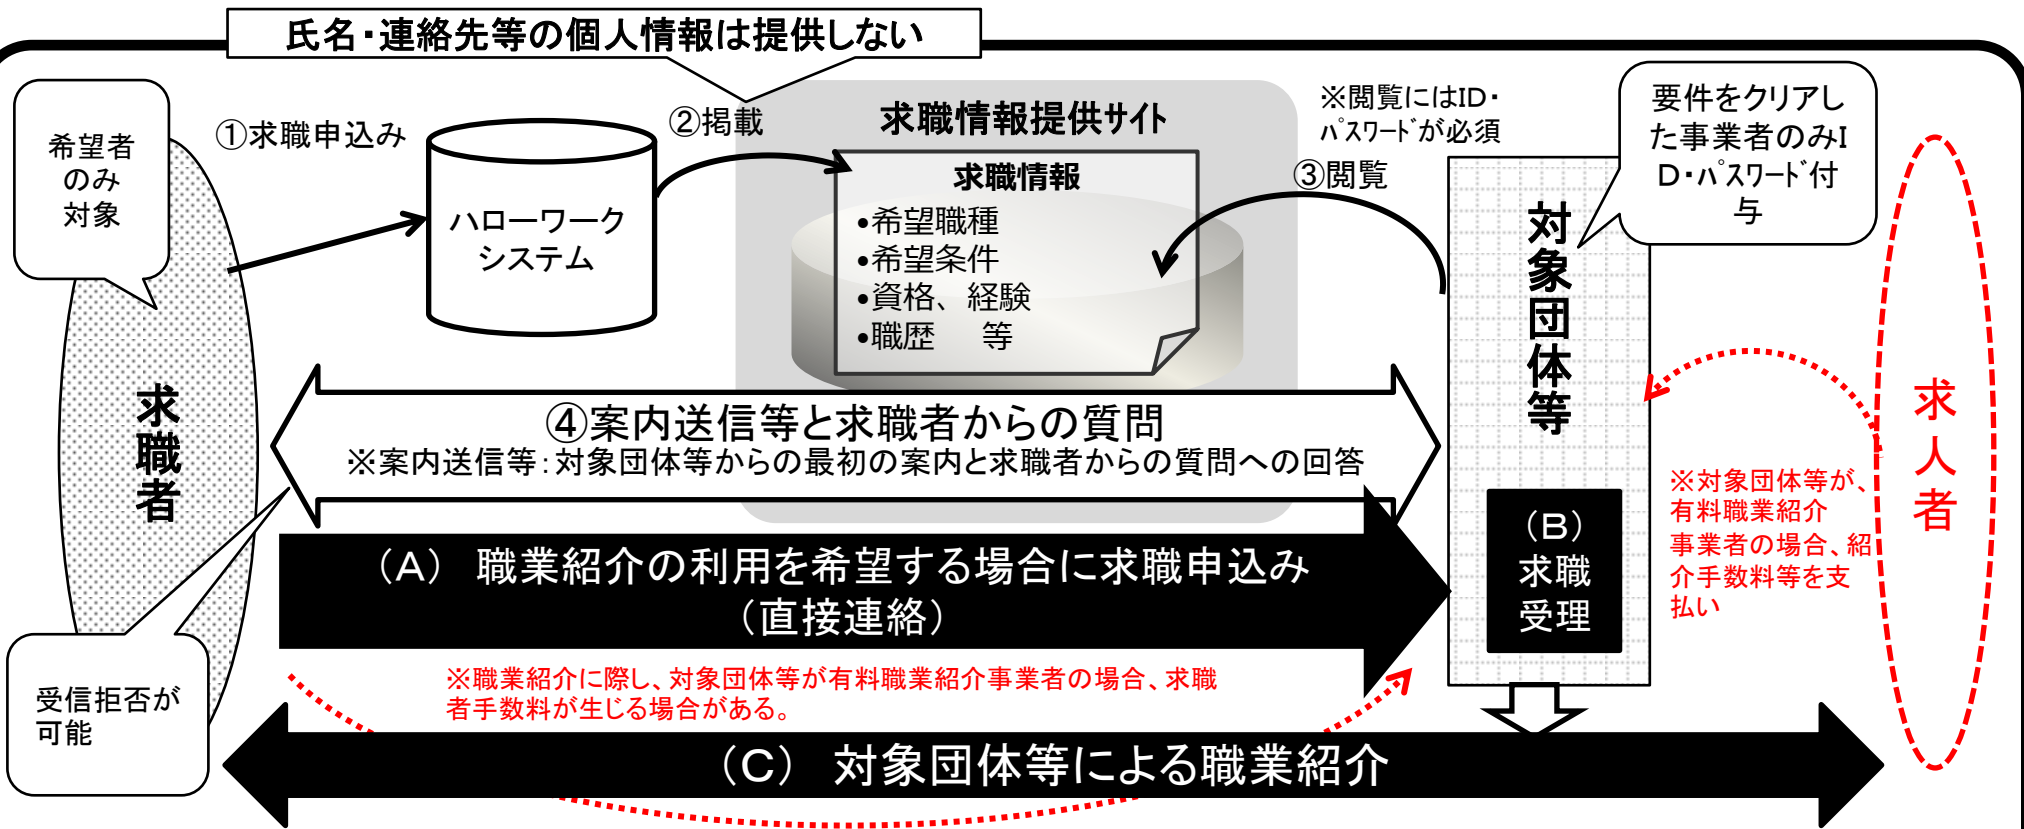 氏名・連絡先等の個人情報は提供しない
希望者
のみ
対象
①求職申込み
ハローワーク
システム
②掲載
求職情報提供サイト
求職情報
•希望職種
•希望条件
•資格、経験
•職歴　等
※閲覧にはID・
ﾊﾟｽﾜｰﾄﾞが必須
③閲覧
要件をクリアし
た事業者のみI
D・ﾊﾟｽﾜｰﾄﾞ付
与
求職者
対象団体等
求人者
④案内送信等と求職者からの質問
※案内送信等：対象団体等からの最初の案内と求職者からの質問への回答
（A） 職業紹介の利用を希望する場合に求職申込み
（直接連絡）
（B）
求職
受理
※対象団体等が、
有料職業紹介
事業者の場合、紹
介手数料等を支
払い
受信拒否が
可能
※職業紹介に際し、対象団体等が有料職業紹介事業者の場合、求職
者手数料が生じる場合がある。
（C） 対象団体等による職業紹介